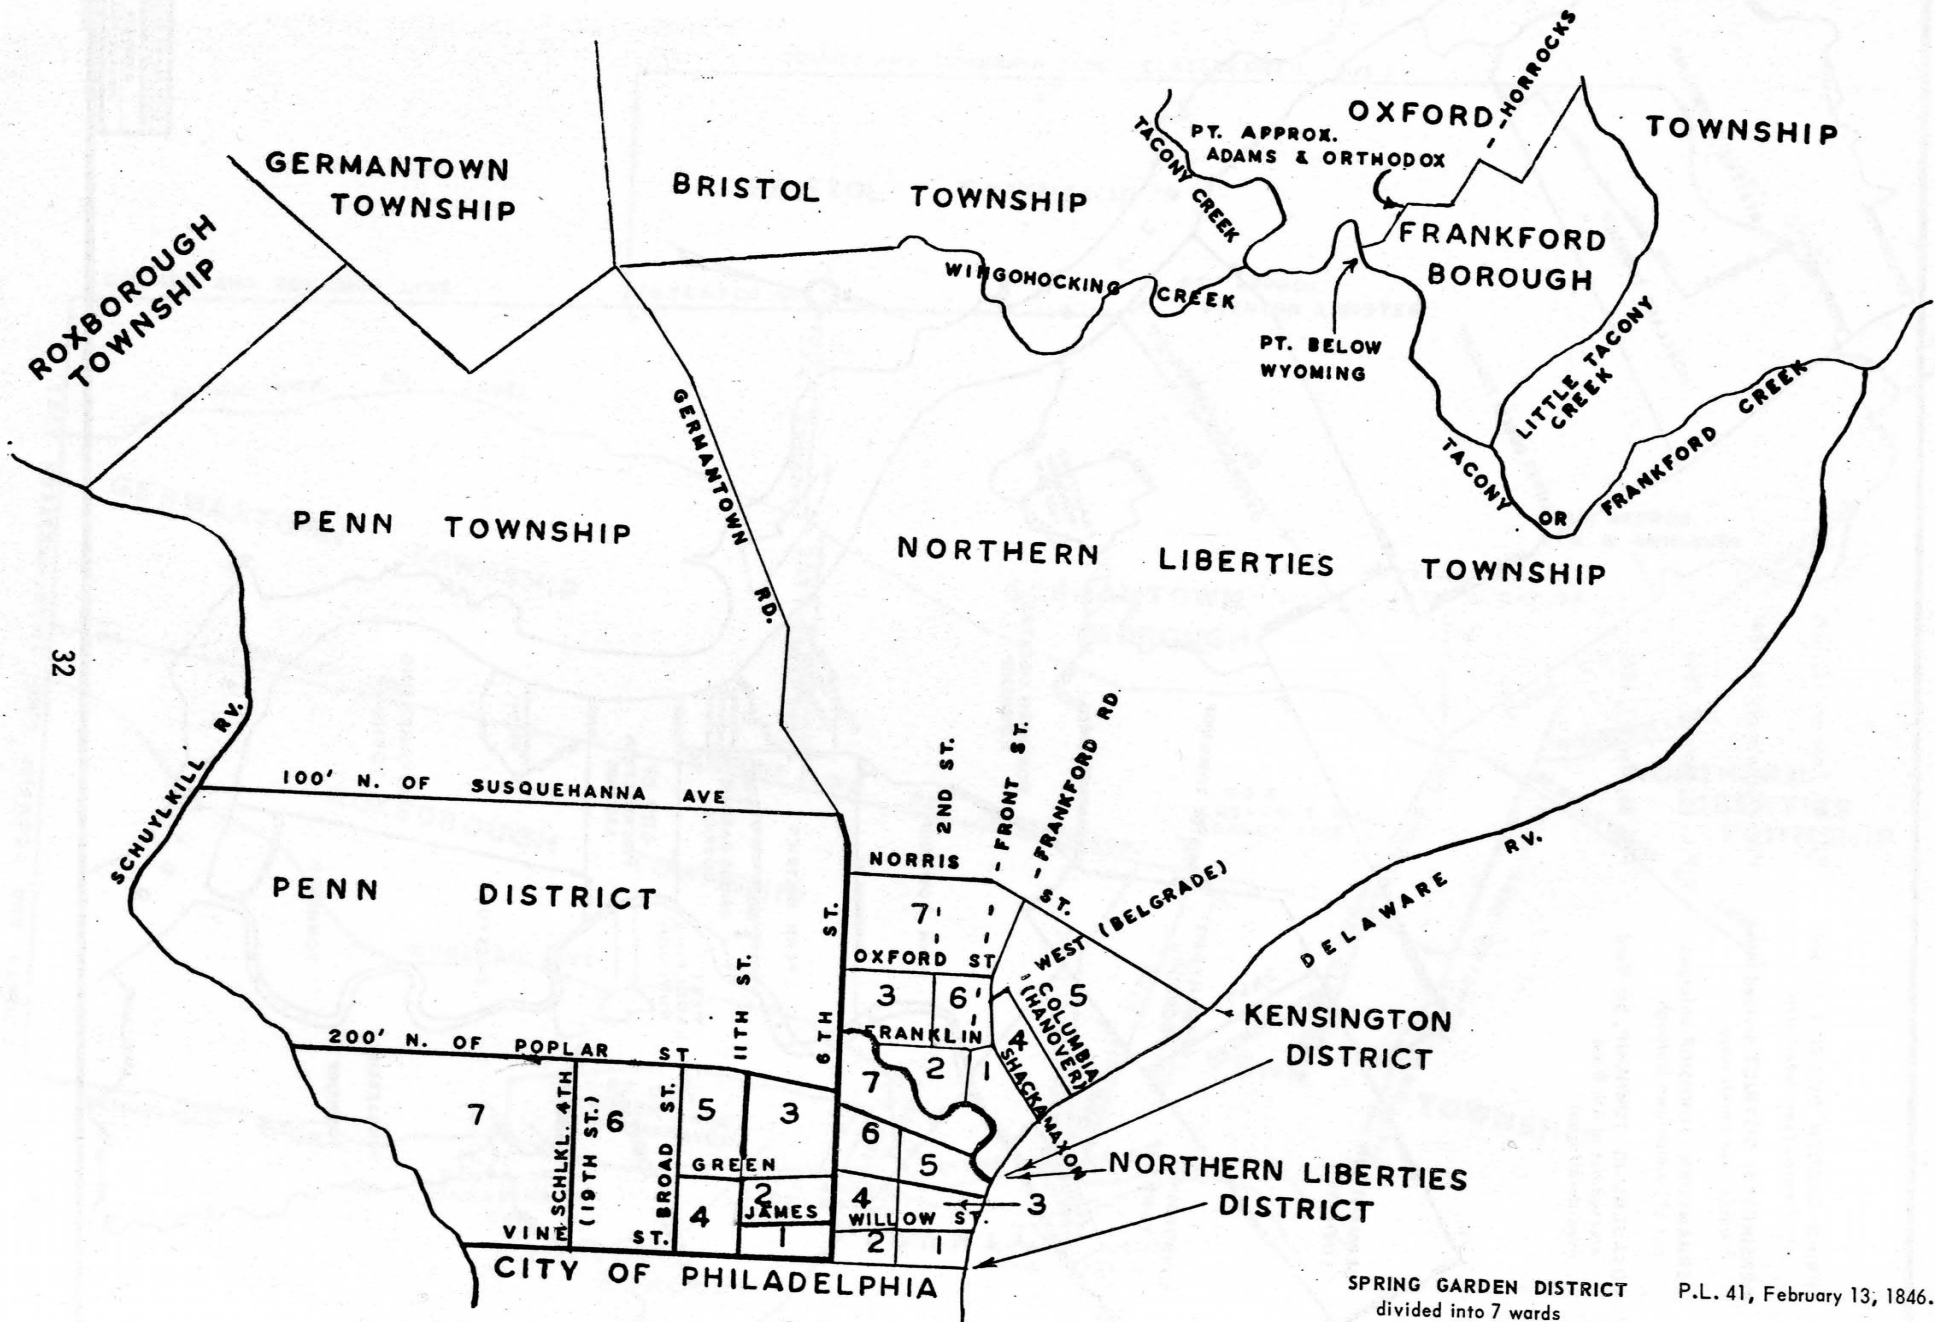 HORROCKS
OXFORD
TOWNSHIP
PT. APPROX.
ADAMS & ORTHODOX
TACONY CREEK
GERMANTOWN
TOWNSHIP
BRISTOL TOWNSHIP
ROXBOROUGH
TOWNSHIP
FRANKFORD
BOROUGH
WINGOHOCKING CREEK
PT. BELOW
WYOMING
LITTLE TACONY
CREEK
TACONY OR FRANKFORD CREEK
GERMANTOWN RD.
PENN TOWNSHIP
NORTHERN LIBERTIES TOWNSHIP
32
SCHUYLKILL RV.
100' N. OF SUSQUEHANNA AVE
2ND ST.
FRONT ST.
FRANKFORD RD
NORRIS ST.
DELAWARE RV.
PENN DISTRICT
WEST (BELGRADE)
7
OXFORD ST
6TH ST.
11TH ST.
3
6
5
COLUMBIA
(HANOVER)
4
SHACKAMAXON
FRANKLIN
KENSINGTON
DISTRICT
200' N. OF POPLAR ST
7
2
1
7
SCHLKL. 4TH
(19TH ST.)
6
BROAD ST.
5
3
6
5
GREEN
NORTHERN LIBERTIES
DISTRICT
4
2
JAMES
4
3
WILLOW ST.
VINE ST.
1
2
1
CITY OF PHILADELPHIA
SPRING GARDEN DISTRICT P.L. 41, February 13, 1846.
divided into 7 wards